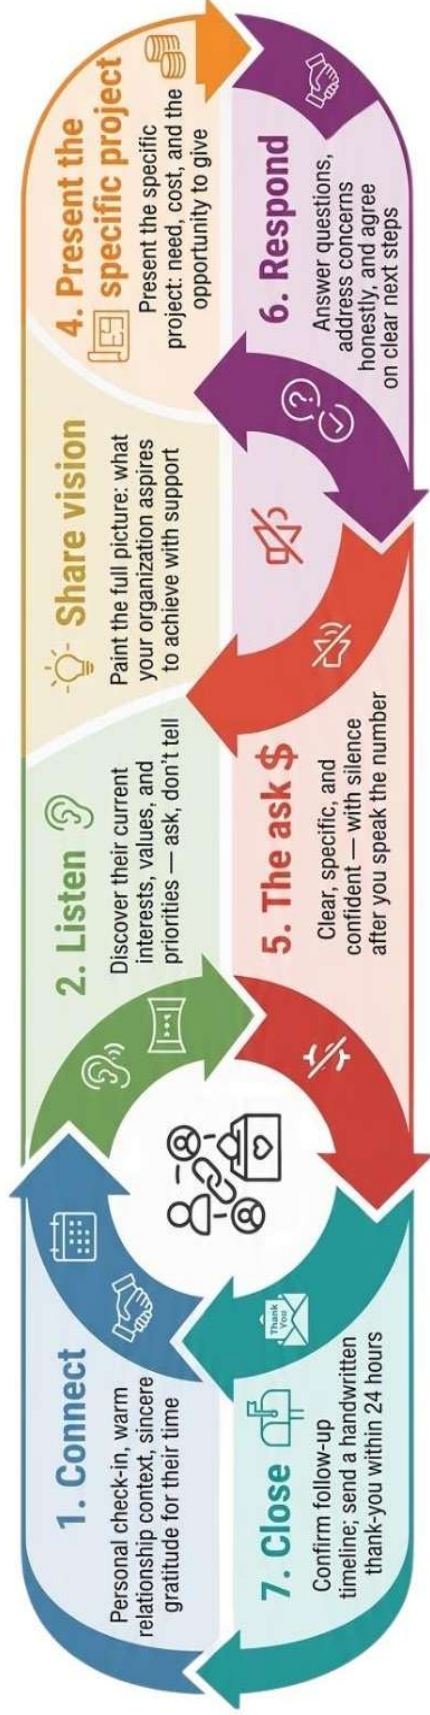 1. Connect
Personal check-in, warm
relationship context, sincere
gratitude for their time
2. Listen
Discover their current
interests, values, and
priorities — ask, don't tell
Share vision
Paint the full picture: what
your organization aspires
to achieve with support
4. Present the
specific project
Present the specific
project: need, cost, and the
opportunity to give
5. The ask $
Clear, specific, and
confident — with silence
after you speak the number
6. Respond
Answer questions,
address concerns
honestly, and agree
on clear next steps
7. Close
Confirm follow-up
timeline; send a handwritten
thank-you within 24 hours
Thank
You